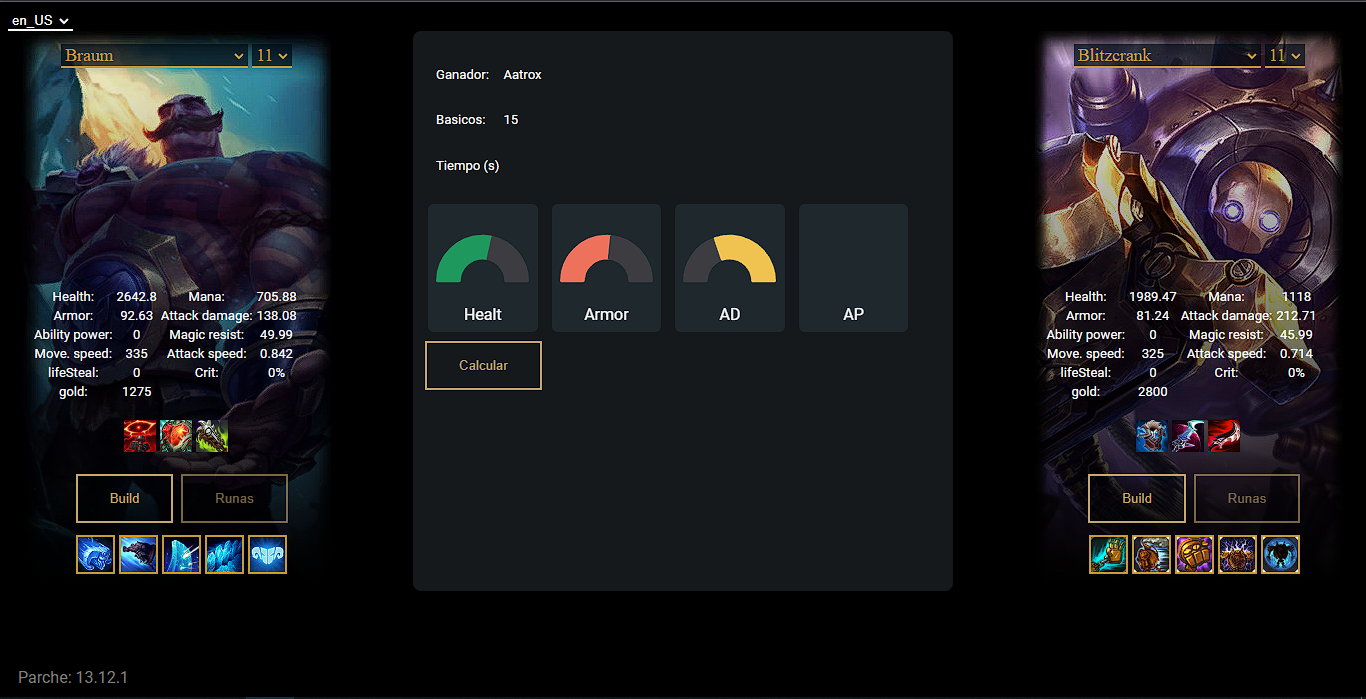 en_US
Braum 11
Health: 2642.8 Mana: 705.88
Armor: 92.63 Attack damage: 138.08
Ability power: 0 Magic resist: 49.99
Move. speed: 335 Attack speed: 0.842
lifeSteal: 0 Crit: 0%
gold: 1275
Build Runas
Ganador: Aatrox
Basicos: 15
Tiempo (s)
Healt Armor AD AP
Calcular
Blitzcrank 11
Health: 1989.47 Mana: 1118
Armor: 81.24 Attack damage: 212.71
Ability power: 0 Magic resist: 45.99
Move. speed: 325 Attack speed: 0.714
lifeSteal: 0 Crit: 0%
gold: 2800
Build Runas
Parche: 13.12.1